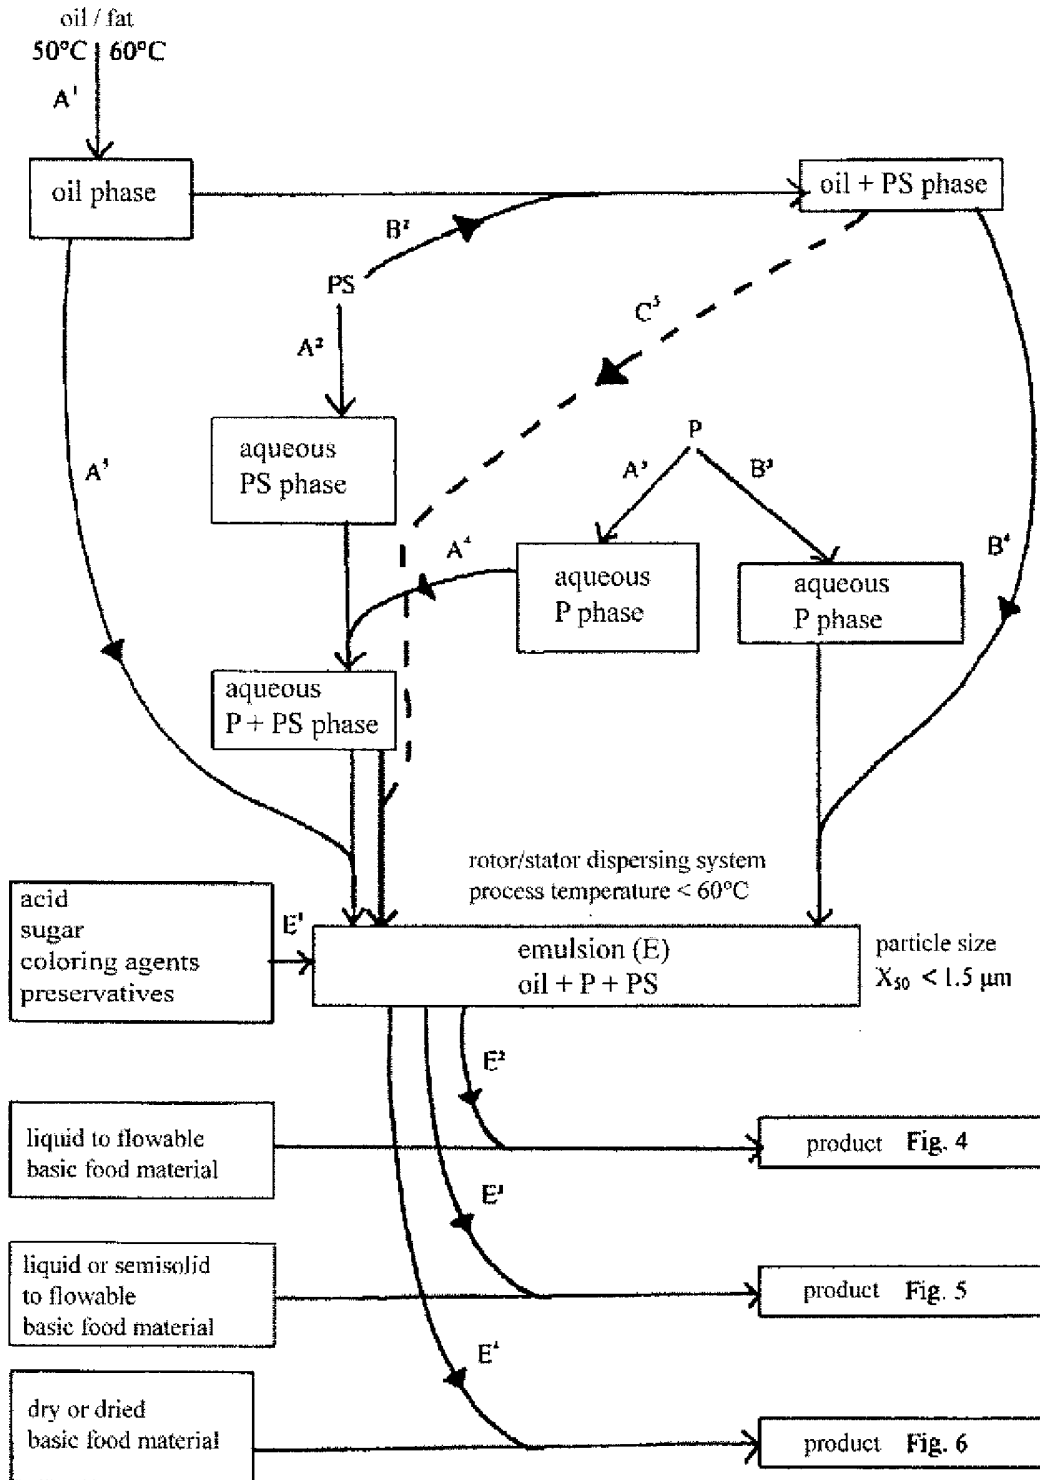 oil / fat
50°C 60°C
A¹
oil phase
oil + PS phase
B²
PS
C⁵
A²
P
aqueous
PS phase
A⁵
A³
B³
A⁴
B⁴
aqueous
P phase
aqueous
P phase
aqueous
P + PS phase
rotor/stator dispersing system
process temperature < 60°C
acid
sugar
coloring agents
preservatives
E¹
emulsion (E)
oil + P + PS
particle size
X₅₀ < 1.5 µm
E²
liquid to flowable
basic food material
product Fig. 4
E³
liquid or semisolid
to flowable
basic food material
product Fig. 5
E⁴
dry or dried
basic food material
product Fig. 6